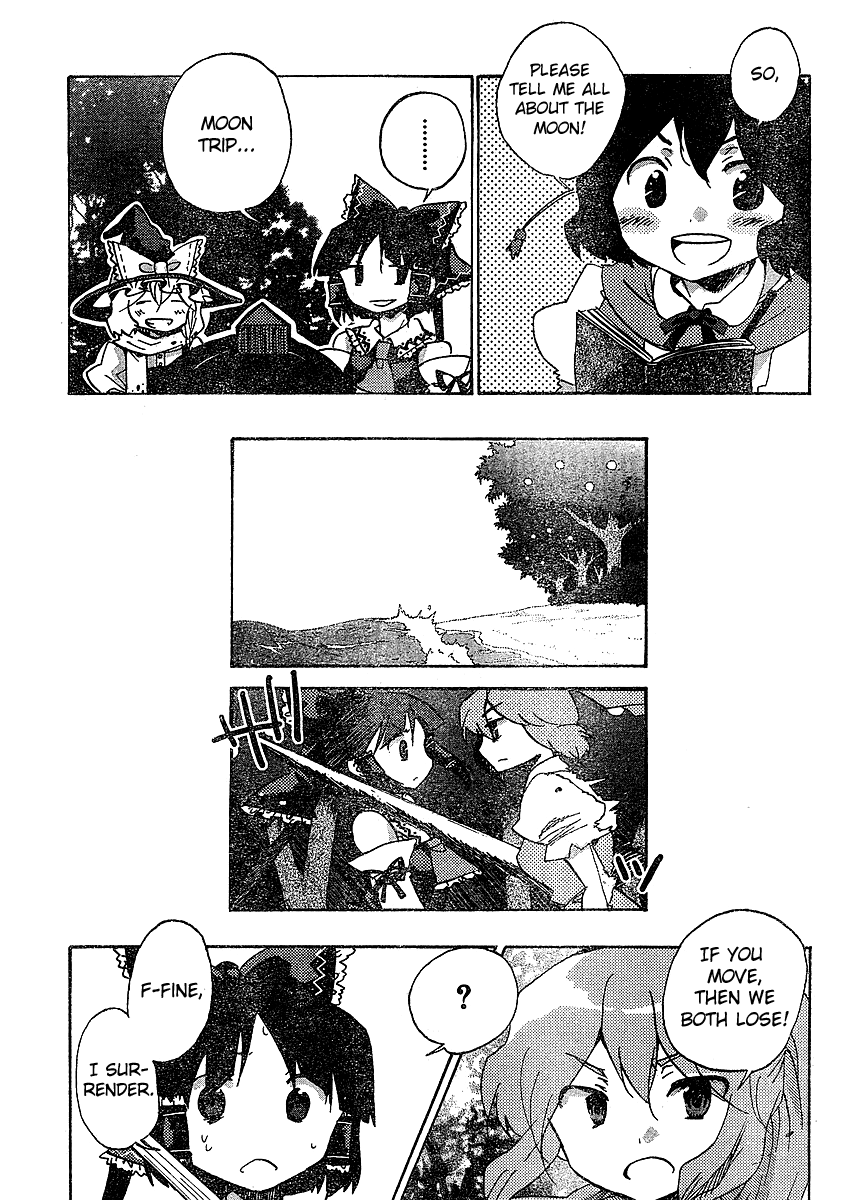 SO,
PLEASE
TELL ME ALL
ABOUT THE
MOON!
........
MOON
TRIP...
IF YOU
MOVE,
THEN WE
BOTH LOSE!
?
F-FINE,
I SUR-
RENDER.